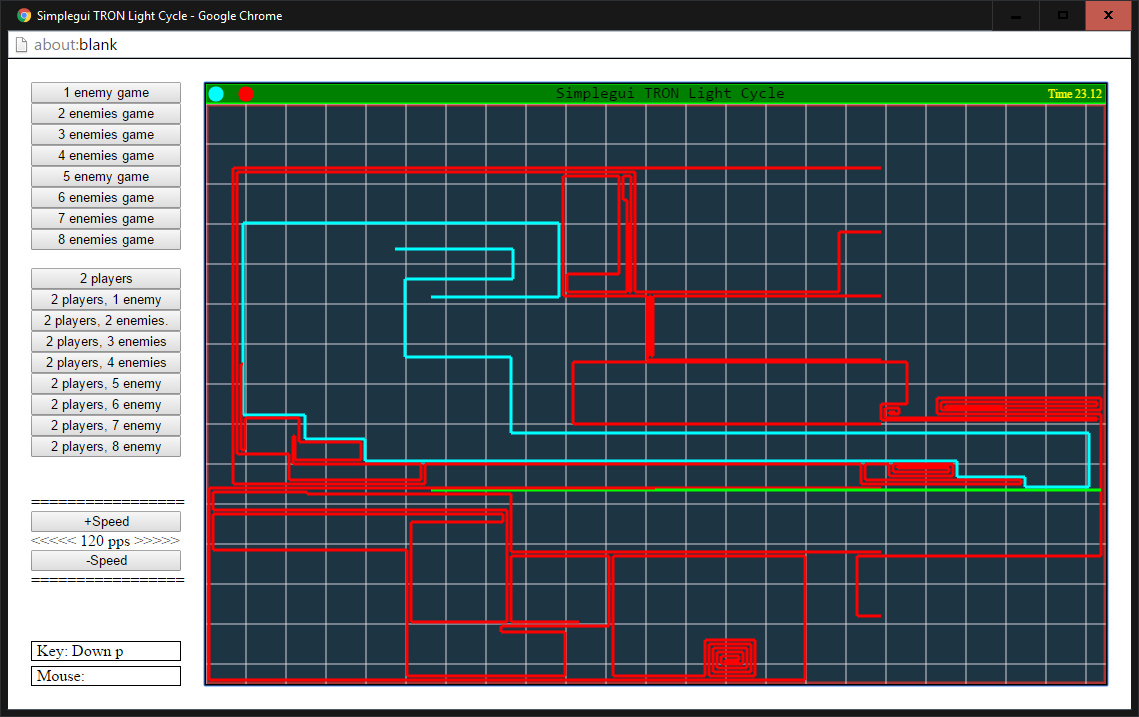 Simplegui TRON Light Cycle - Google Chrome
about:blank
1 enemy game
2 enemies game
3 enemies game
4 enemies game
5 enemy game
6 enemies game
7 enemies game
8 enemies game
2 players
2 players, 1 enemy
2 players, 2 enemies.
2 players, 3 enemies
2 players, 4 enemies
2 players, 5 enemy
2 players, 6 enemy
2 players, 7 enemy
2 players, 8 enemy
=================
+Speed
<<<<< 120 pps >>>>>
-Speed
=================
Key: Down p
Mouse:
Simplegui TRON Light Cycle
Time 23.12